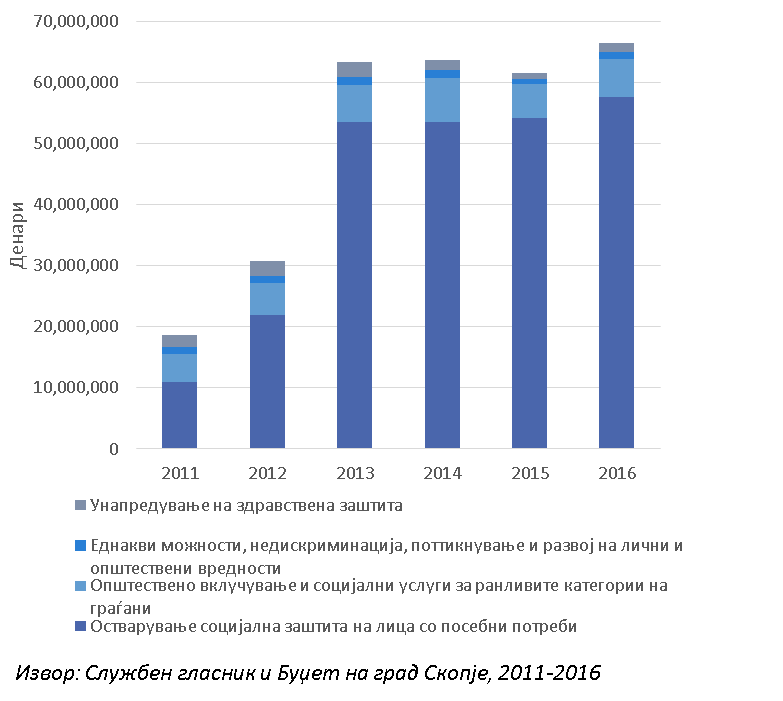 70,000,000
60,000,000
50,000,000
40,000,000
30,000,000
20,000,000
10,000,000
0
Денари
2011 2012 2013 2014 2015 2016
Унапредување на здравствена заштита
Еднакви можности, недискриминација, поттикнување и развој на лични и
општествени вредности
Општествено вклучување и социјални услуги за ранливите категории на
граѓани
Остварување социјална заштита на лица со посебни потреби
Извор: Службен гласник и Буџет на град Скопје, 2011-2016